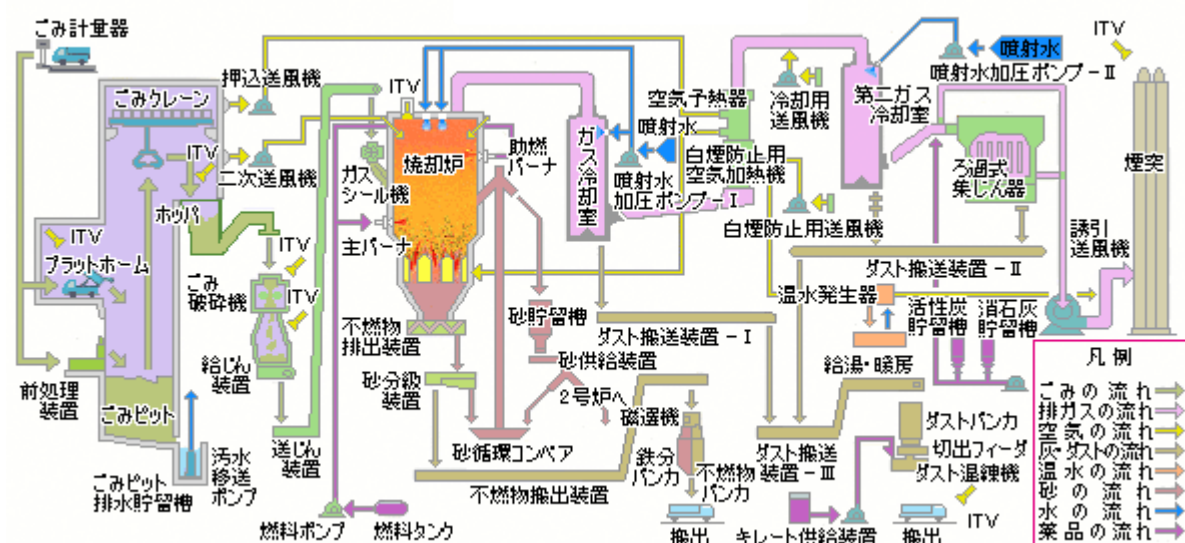 ごみ計量器
ITV
押込送風機
ごみクレーン
ITV
空気予熱器
冷却用
送風機
第二ガス
冷却室
噴射水
噴射水加圧ポンプ-Ⅱ
ITV
二次送風機
ガス
シール機
焼却炉
助燃
バーナ
ガス冷却室
噴射水
噴射水
加圧ポンプ-Ⅰ
白煙防止用
空気加熱機
ろ過式
集じん器
煙突
ホッパ
ITV
プラットホーム
ITV
主バーナ
白煙防止用送風機
誘引
送風機
ごみ
破砕機
ITV
ダスト搬送装置-Ⅱ
温水発生器
活性炭
貯留槽
消石灰
貯留槽
不燃物
排出装置
砂貯留槽
ダスト搬送装置-Ⅰ
給湯・暖房
前処理
装置
給じん
装置
砂供給装置
砂分級
装置
2号炉へ
磁選機
ごみピット
送じん
装置
砂循環コンベア
鉄分
バンカ
不燃物
バンカ
ダスト搬送
装置-Ⅲ
ダストバンカ
切出フィーダ
ダスト混練機
ごみピット
排水貯留槽
汚水
移送
ポンプ
不燃物搬出装置
燃料ポンプ
燃料タンク
搬出
キレート供給装置
搬出
ITV
凡例
ごみの流れ
排ガスの流れ
空気の流れ
灰・ダストの流れ
温水の流れ
砂の流れ
水の流れ
薬品の流れ